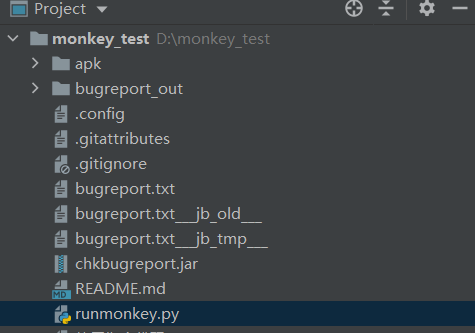 Project
monkey_test D:\monkey_test
apk
bugreport_out
.config
.gitattributes
.gitignore
bugreport.txt
bugreport.txt___jb_old___
bugreport.txt___jb_tmp___
chkbugreport.jar
MD README.md
runmonkey.py